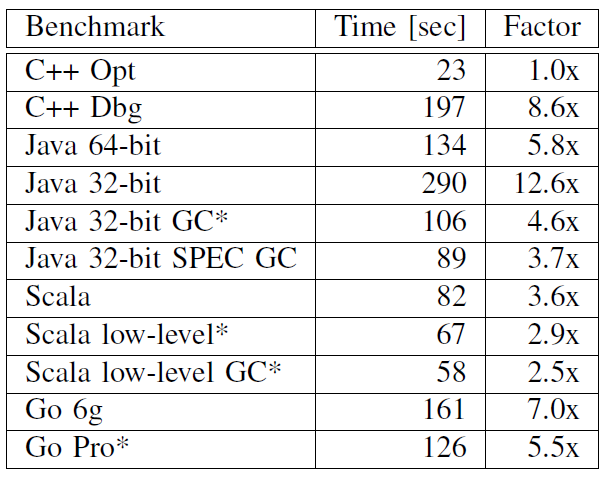 Benchmark Time [sec] Factor
C++ Opt 23 1.0x
C++ Dbg 197 8.6x
Java 64-bit 134 5.8x
Java 32-bit 290 12.6x
Java 32-bit GC* 106 4.6x
Java 32-bit SPEC GC 89 3.7x
Scala 82 3.6x
Scala low-level* 67 2.9x
Scala low-level GC* 58 2.5x
Go 6g 161 7.0x
Go Pro* 126 5.5x